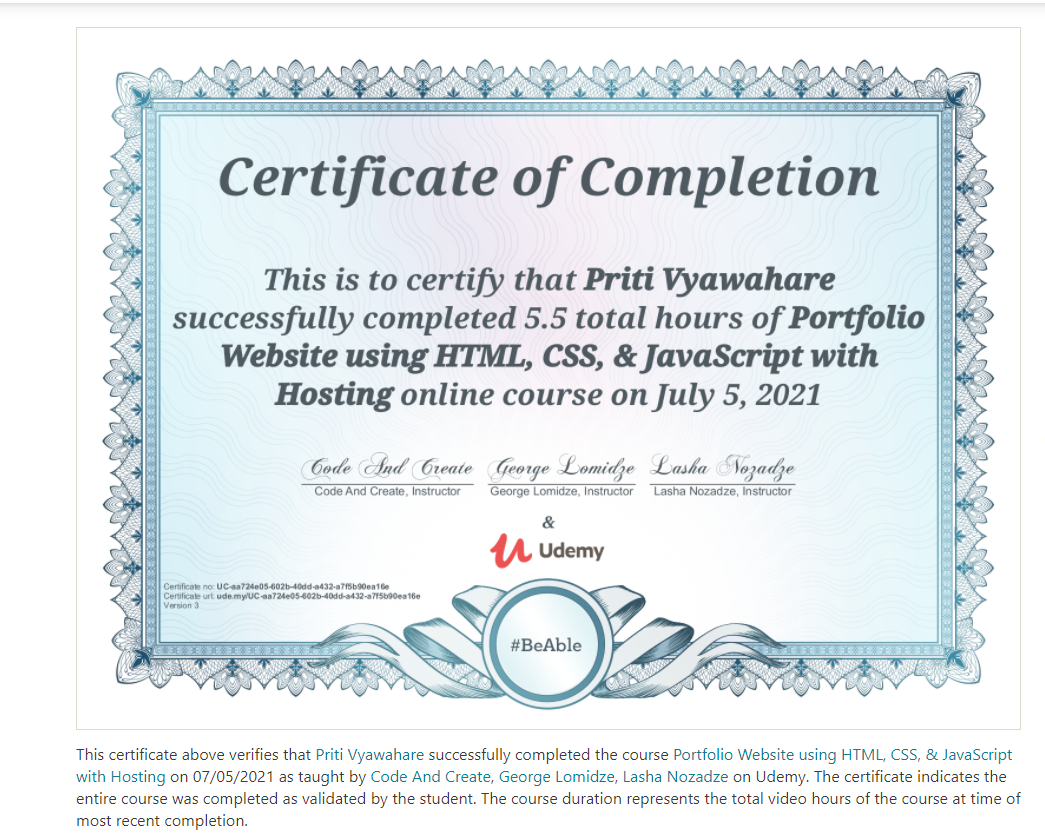 Certificate of Completion
This is to certify that Priti Vyawahare
successfully completed 5.5 total hours of Portfolio
Website using HTML, CSS, & JavaScript with
Hosting online course on July 5, 2021
Code And Create George Lomidze Lasha Nozadze
Code And Create, Instructor George Lomidze, Instructor Lasha Nozadze, Instructor
&
Udemy
Certificate no: UC-aa724e05-602b-40dd-a432-a7f5b90ea16e
Certificate url: ude.my/UC-aa724e05-602b-40dd-a432-a7f5b90ea16e
Version 3
#BeAble
This certificate above verifies that Priti Vyawahare successfully completed the course Portfolio Website using HTML, CSS, & JavaScript
with Hosting on 07/05/2021 as taught by Code And Create, George Lomidze, Lasha Nozadze on Udemy. The certificate indicates the
entire course was completed as validated by the student. The course duration represents the total video hours of the course at time of
most recent completion.